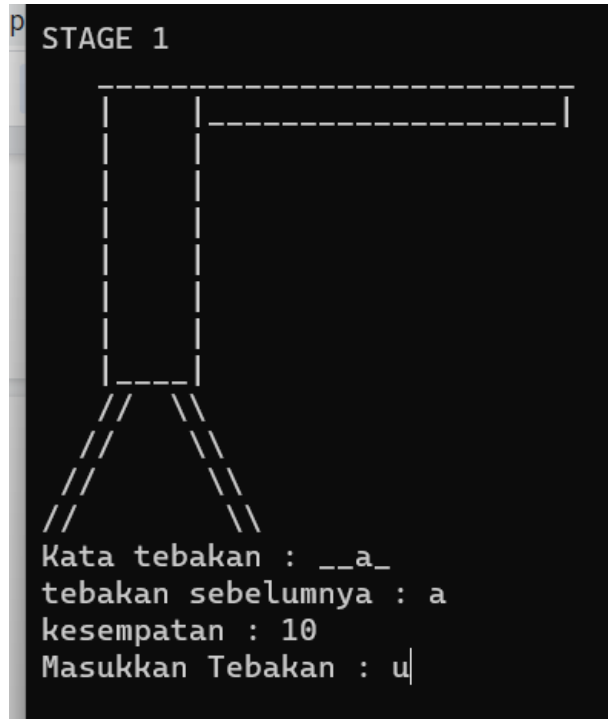 p
STAGE 1
Kata tebakan : __a_
tebakan sebelumnya : a
kesempatan : 10
Masukkan Tebakan : u